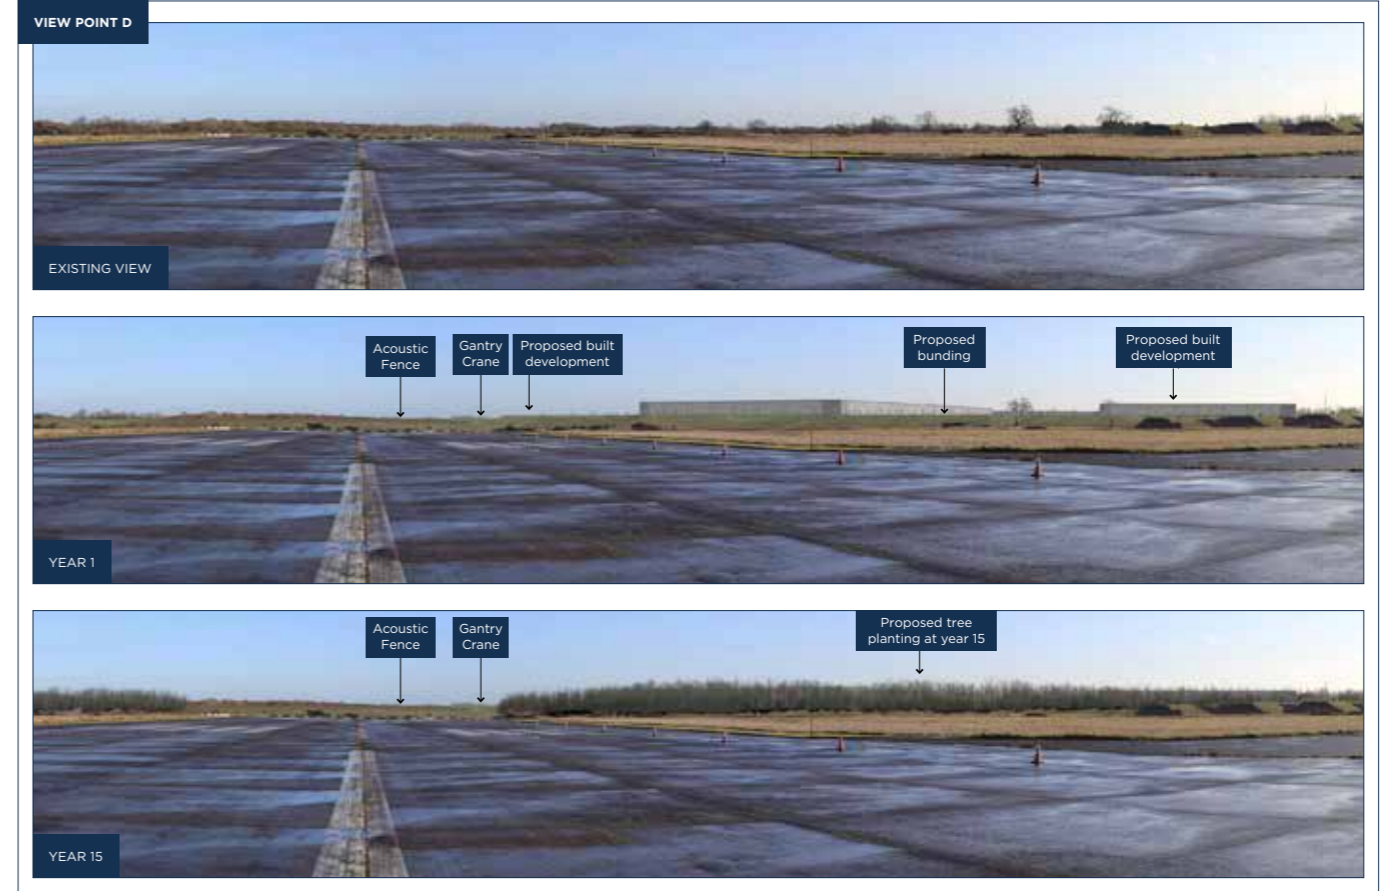 VIEW POINT D
EXISTING VIEW
Acoustic
Fence
Gantry
Crane
Proposed built
development
Proposed
bunding
Proposed built
development
YEAR 1
Acoustic
Fence
Gantry
Crane
Proposed tree
planting at year 15
YEAR 15